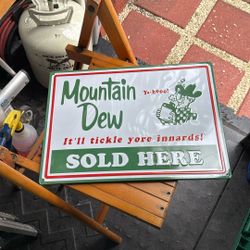 Mountain
Dew
Ya-hooo!
It'll tickle yore innards!
SOLD HERE